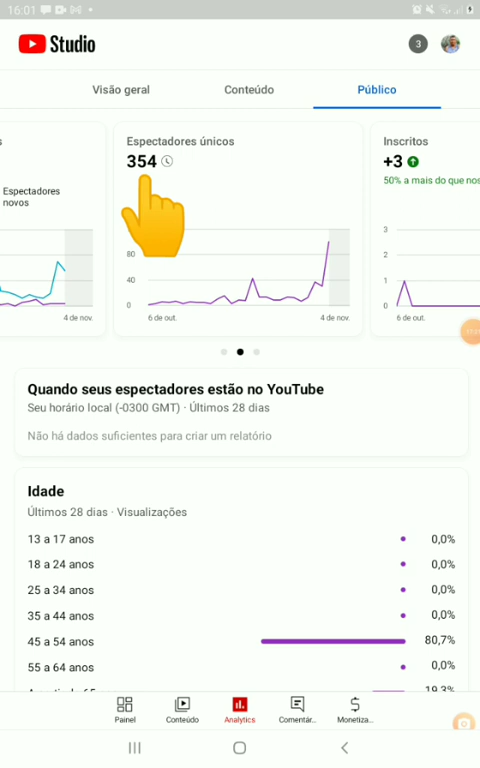 16:01
Studio
3
Visão geral
Conteúdo
Público
s
Espectadores
novos
4 de nov.
Espectadores únicos
354
80
40
0
6 de out.
4 de nov.
Inscritos
+3
50% a mais do que nos
3
2
1
0
6 de out.
Quando seus espectadores estão no YouTube
Seu horário local (-0300 GMT) · Últimos 28 dias
Não há dados suficientes para criar um relatório
Idade
Últimos 28 dias · Visualizações
13 a 17 anos 0,0%
18 a 24 anos 0,0%
25 a 34 anos 0,0%
35 a 44 anos 0,0%
45 a 54 anos 80,7%
55 a 64 anos 0,0%
19,3%
Painel
Conteúdo
Analytics
Comentár...
Monetiza...